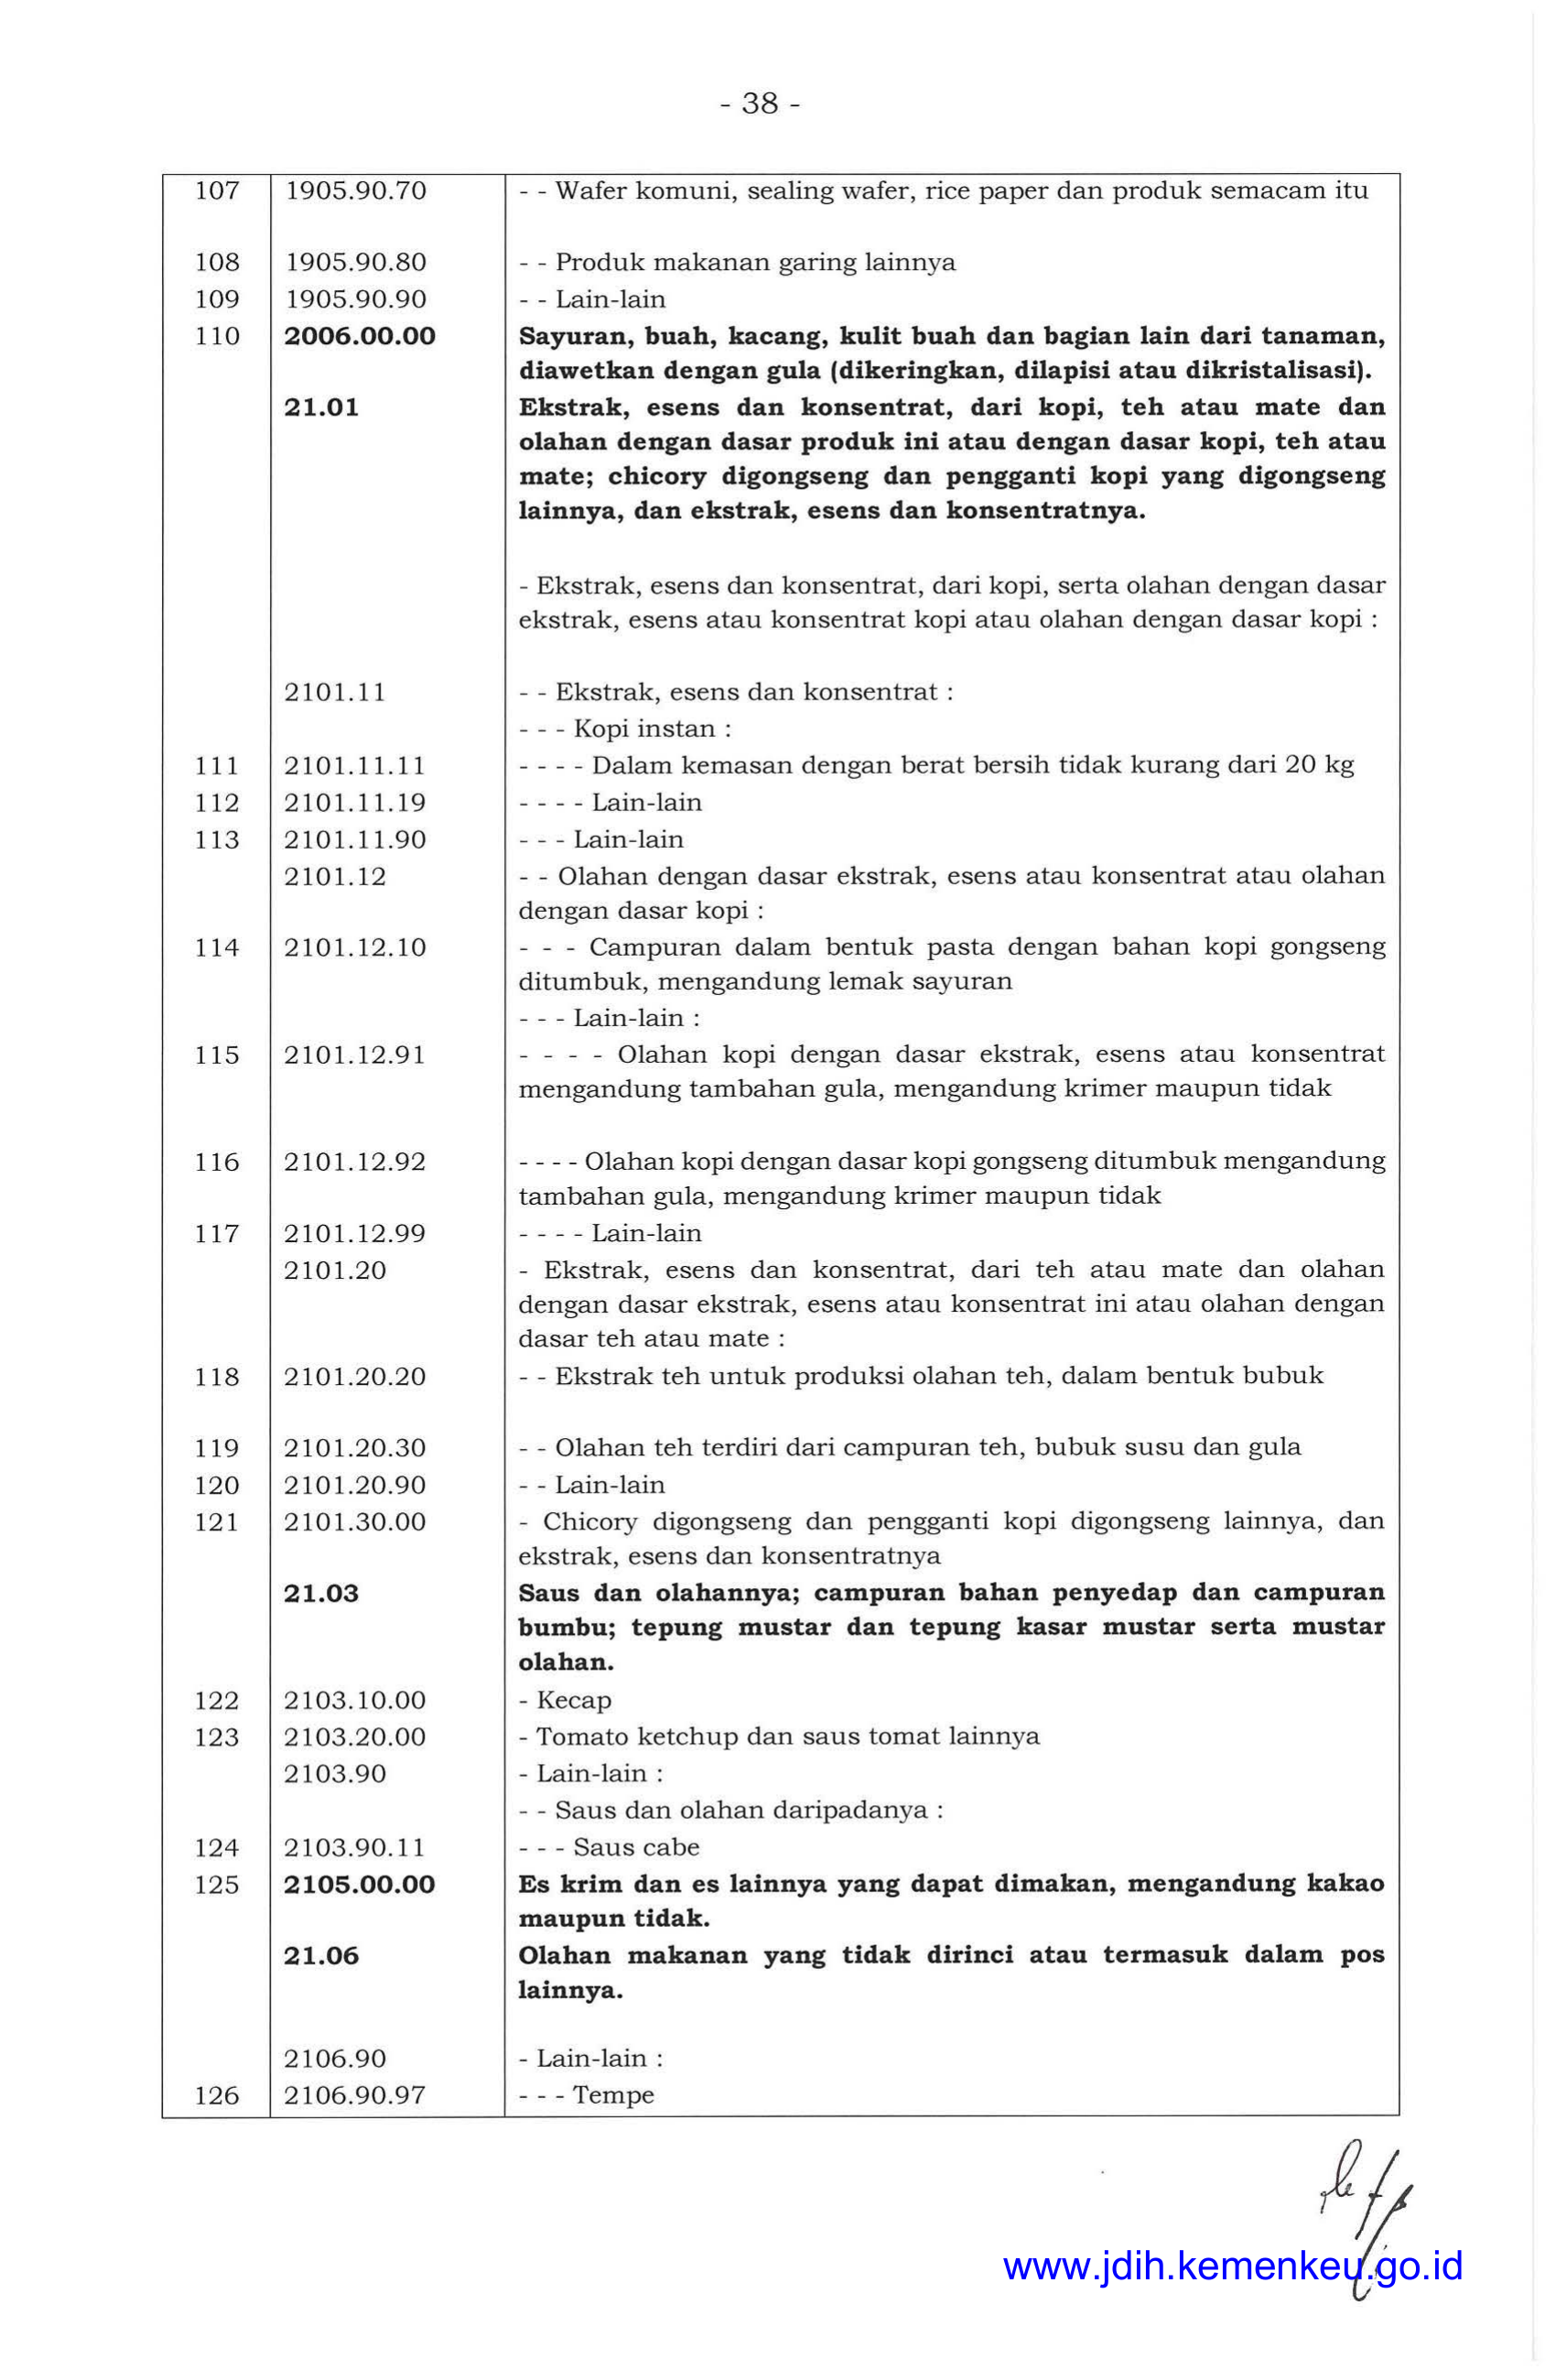 - 38 -
107 1905.90.70 - - Wafer komuni, sealing wafer, rice paper dan produk semacam itu
108 1905.90.80 - - Produk makanan garing lainnya
109 1905.90.90 - - Lain-lain
110 2006.00.00 Sayuran, buah, kacang, kulit buah dan bagian lain dari tanaman,
diawetkan dengan gula (dikeringkan, dilapisi atau dikristalisasi).
21.01 Ekstrak, esens dan konsentrat, dari kopi, teh atau mate dan
olahan dengan dasar produk ini atau dengan dasar kopi, teh atau
mate; chicory digongseng dan pengganti kopi yang digongseng
lainnya, dan ekstrak, esens dan konsentratnya.
- Ekstrak, esens dan konsentrat, dari kopi, serta olahan dengan dasar
ekstrak, esens atau konsentrat kopi atau olahan dengan dasar kopi :
2101.11 - - Ekstrak, esens dan konsentrat :
- - - Kopi instan :
111 2101.11.11 - - - - Dalam kemasan dengan berat bersih tidak kurang dari 20 kg
112 2101.11.19 - - - - Lain-lain
113 2101.11.90 - - - Lain-lain
2101.12 - - Olahan dengan dasar ekstrak, esens atau konsentrat atau olahan
dengan dasar kopi :
114 2101.12.10 - - - Campuran dalam bentuk pasta dengan bahan kopi gongseng
ditumbuk, mengandung lemak sayuran
- - - Lain-lain :
115 2101.12.91 - - - - Olahan kopi dengan dasar ekstrak, esens atau konsentrat
mengandung tambahan gula, mengandung krimer maupun tidak
116 2101.12.92 - - - - Olahan kopi dengan dasar kopi gongseng ditumbuk mengandung
tambahan gula, mengandung krimer maupun tidak
117 2101.12.99 - - - - Lain-lain
2101.20 - Ekstrak, esens dan konsentrat, dari teh atau mate dan olahan
dengan dasar ekstrak, esens atau konsentrat ini atau olahan dengan
dasar teh atau mate :
118 2101.20.20 - - Ekstrak teh untuk produksi olahan teh, dalam bentuk bubuk
119 2101.20.30 - - Olahan teh terdiri dari campuran teh, bubuk susu dan gula
120 2101.20.90 - - Lain-lain
121 2101.30.00 - Chicory digongseng dan pengganti kopi digongseng lainnya, dan
ekstrak, esens dan konsentratnya
21.03 Saus dan olahannya; campuran bahan penyedap dan campuran
bumbu; tepung mustar dan tepung kasar mustar serta mustar
olahan.
122 2103.10.00 - Kecap
123 2103.20.00 - Tomato ketchup dan saus tomat lainnya
2103.90 - Lain-lain :
- - Saus dan olahan daripadanya :
124 2103.90.11 - - - Saus cabe
125 2105.00.00 Es krim dan es lainnya yang dapat dimakan, mengandung kakao
maupun tidak.
21.06 Olahan makanan yang tidak dirinci atau termasuk dalam pos
lainnya.
2106.90 - Lain-lain :
126 2106.90.97 - - - Tempe
www.jdih.kemenkeu.go.id